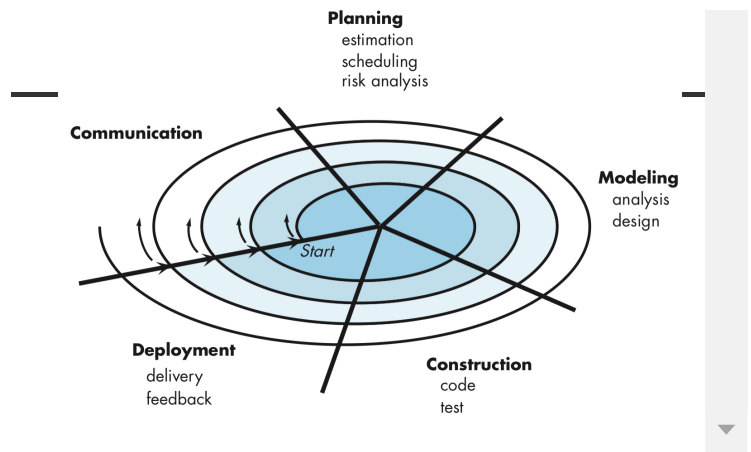 Planning
estimation
scheduling
risk analysis
Communication
Modeling
analysis
design
Start
Deployment
delivery
feedback
Construction
code
test